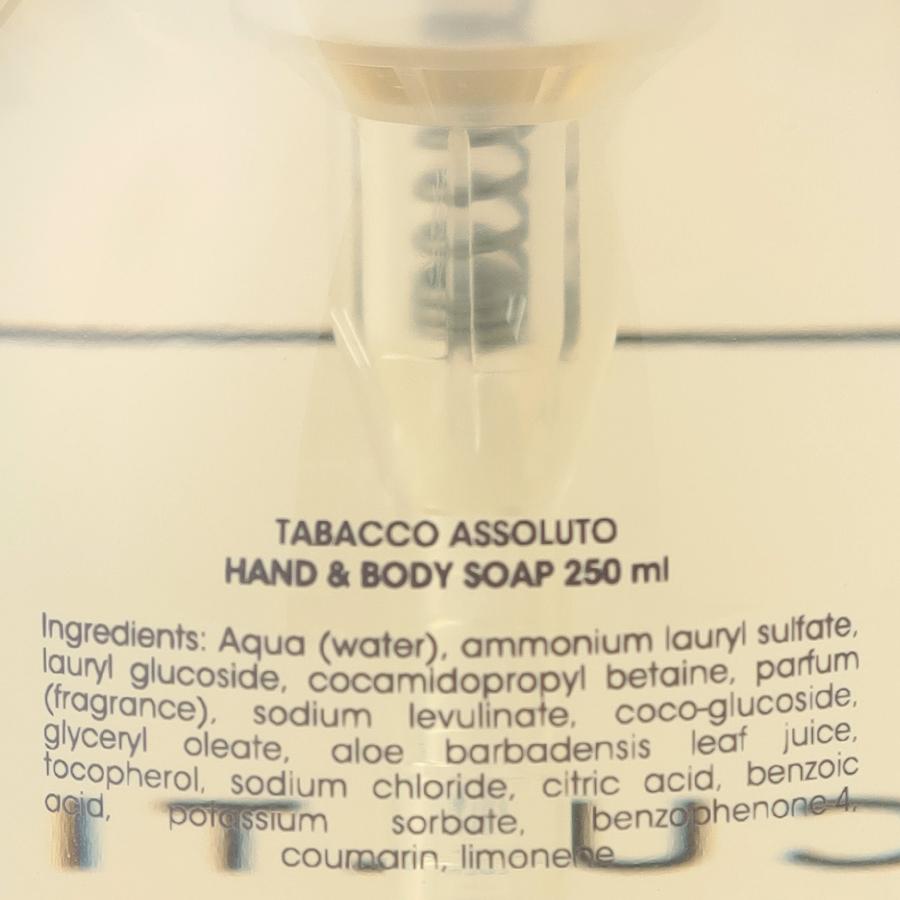 TABACCO ASSOLUTO
HAND & BODY SOAP 250 ml
Ingredients: Aqua (water), ammonium lauryl sulfate,
lauryl glucoside, cocamidopropyl betaine, parfum
(fragrance), sodium levulinate, coco-glucoside,
glyceryl oleate, aloe barbadensis leaf juice,
tocopherol, sodium chloride, citric acid, benzoic
acid, potassium sorbate, benzophenone-4,
coumarin, limonene